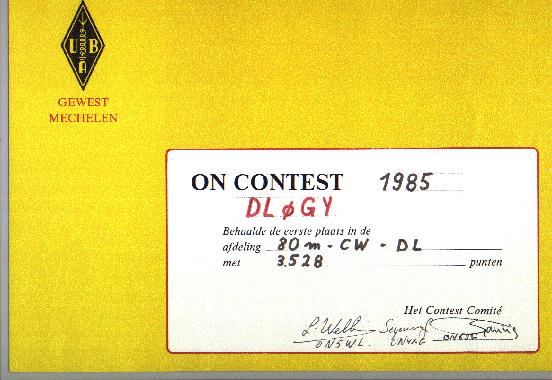 U B
A
GEWEST
MECHELEN
ON CONTEST 1985
DLØGY
Behaalde de eerste plaats in de
afdeling 80m - CW - DL
met 3.528 punten
Het Contest Comité
L. Welb
ON5WL